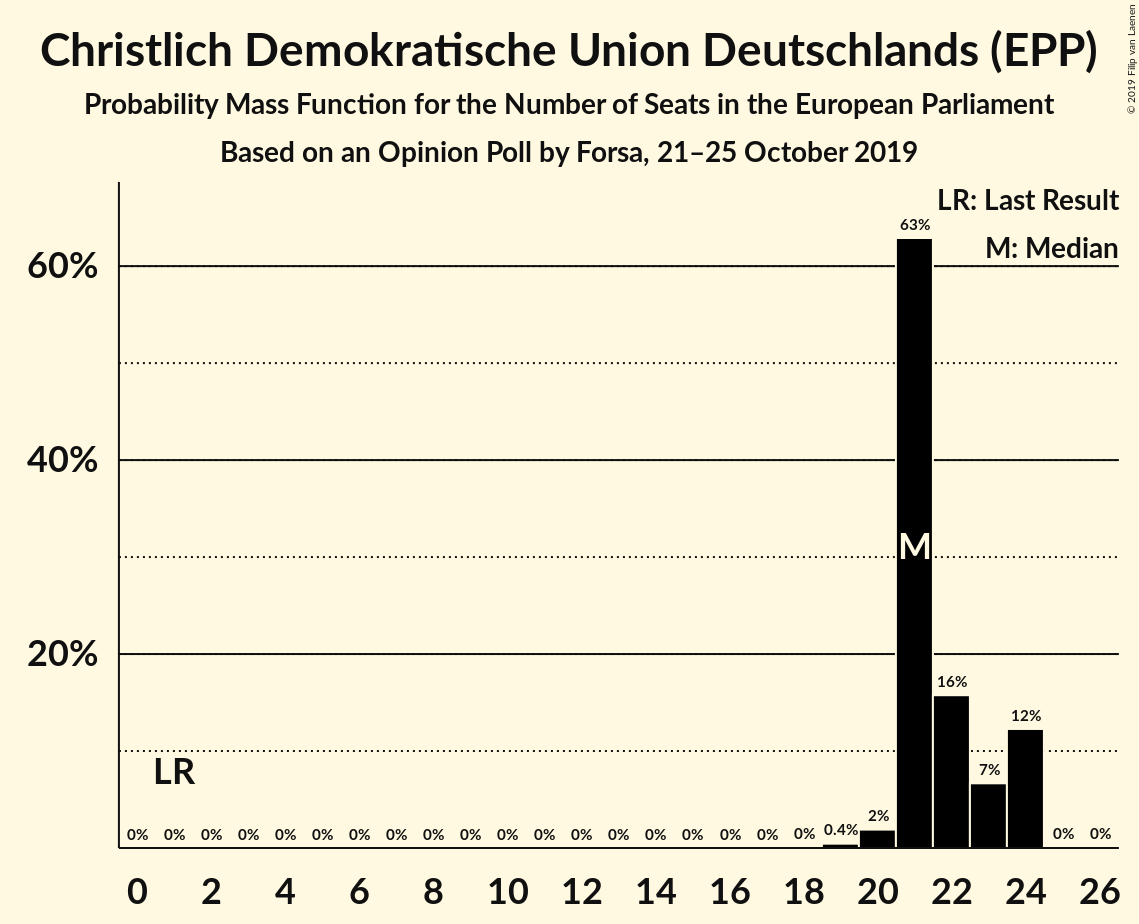 Christlich Demokratische Union Deutschlands (EPP)
Probability Mass Function for the Number of Seats in the European Parliament
Based on an Opinion Poll by Forsa, 21–25 October 2019
© 2019 Filip van Laenen
LR: Last Result
M: Median
63%
60%
40%
M
20%
16%
12%
7%
LR
0% 0% 0% 0% 0% 0% 0% 0% 0% 0% 0% 0% 0% 0% 0% 0% 0% 0% 0% 0.4% 2% 0% 0%
0 2 4 6 8 10 12 14 16 18 20 22 24 26